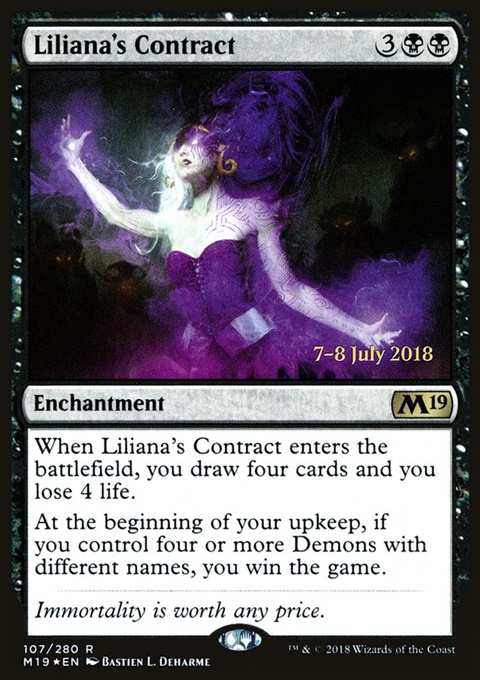 Liliana's Contract 3
7–8 July 2018
Enchantment M19
When Liliana's Contract enters the
battlefield, you draw four cards and you
lose 4 life.
At the beginning of your upkeep, if
you control four or more Demons with
different names, you win the game.
Immortality is worth any price.
107/280 R
M19★EN Bastien L. Deharme
™ & © 2018 Wizards of the Coast